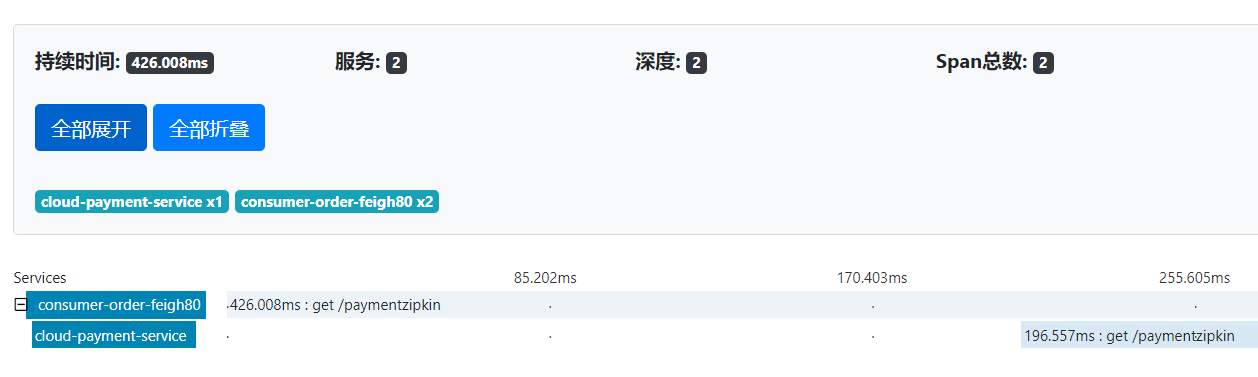 持续时间: 426.008ms 服务: 2 深度: 2 Span总数: 2
全部展开 全部折叠
cloud-payment-service x1 consumer-order-feigh80 x2
Services 85.202ms 170.403ms 255.605ms
consumer-order-feigh80 426.008ms : get /paymentzipkin
cloud-payment-service 196.557ms : get /paymentzipkin